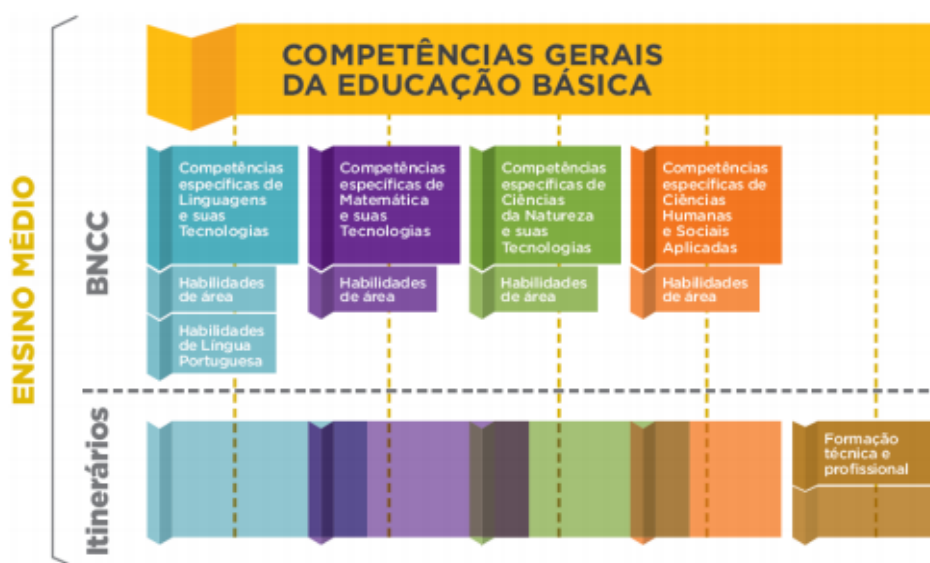 COMPETÊNCIAS GERAIS
DA EDUCAÇÃO BÁSICA
ENSINO MÉDIO
BNCC
Competências
específicas de
Linguagens
e suas
Tecnologias
Habilidades
de área
Habilidades
de Língua
Portuguesa
Competências
específicas de
Matemática
e suas
Tecnologias
Habilidades
de área
Competências
específicas de
Ciências
da Natureza
e suas
Tecnologias
Habilidades
de área
Competências
específicas de
Ciências
Humanas
e Sociais
Aplicadas
Habilidades
de área
Itinerários
Formação
técnica e
profissional